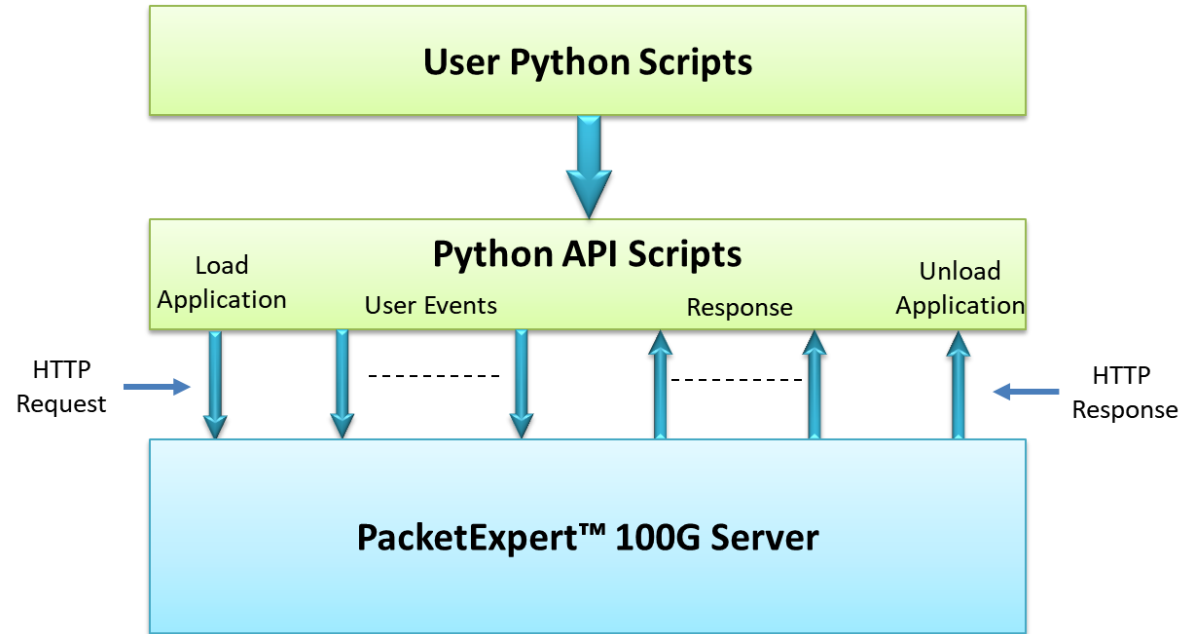 User Python Scripts
Python API Scripts
Load
Application
User Events
Response
Unload
Application
HTTP
Request
HTTP
Response
PacketExpert™ 100G Server